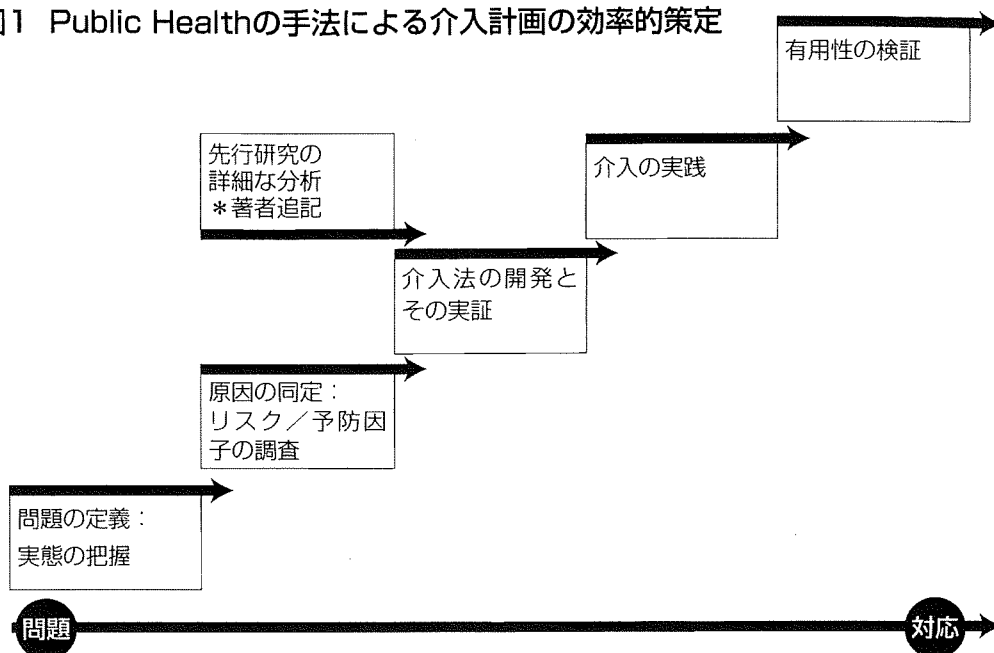 図1 Public Healthの手法による介入計画の効率的策定
有用性の検証
先行研究の
詳細な分析
＊著者追記
介入の実践
介入法の開発と
その実証
原因の同定：
リスク／予防因
子の調査
問題の定義：
実態の把握
問題
対応